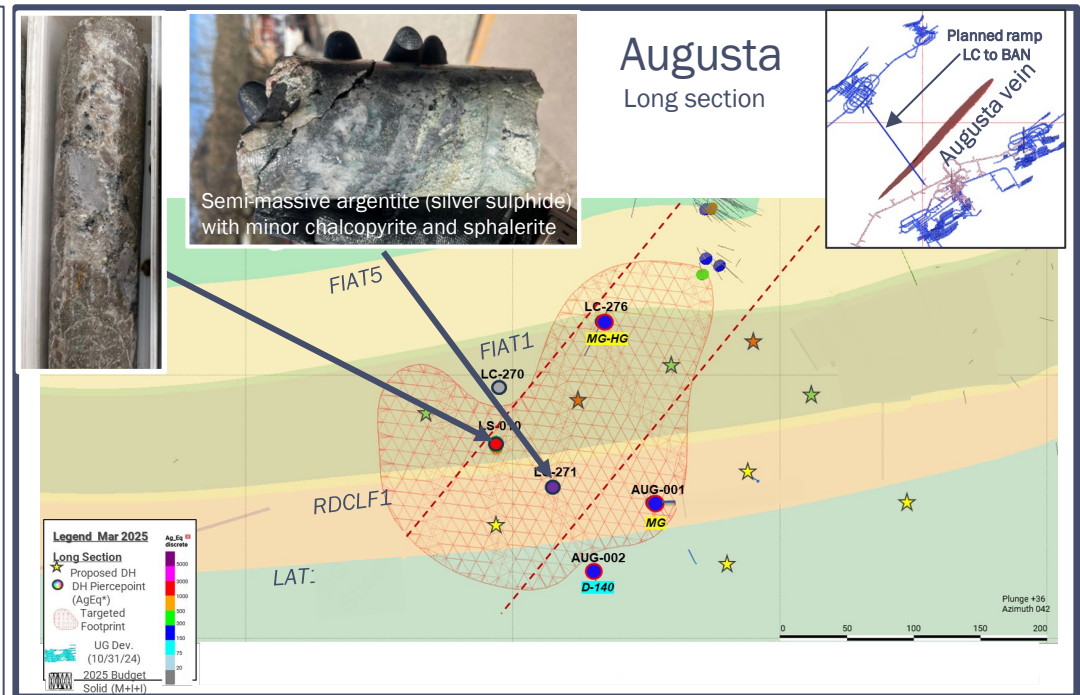 Augusta
Long section
Planned ramp
LC to BAN
Augusta vein
Semi-massive argentite (silver sulphide)
with minor chalcopyrite and sphalerite
FIAT5
FIAT1
LC-276
MG-HG
LC-270
LS-010
-271
RDCLF1
AUG-001
MG
LAT:
AUG-002
D-140
Legend Mar 2025
Long Section
Proposed DH
DH Piercepoint
(AgEq*)
Targeted
Footprint
UG Dev.
(10/31/24)
2025 Budget
Solid (M+I+I)
Ag_Eq
discrete
5000
3000
1000
500
300
150
75
20
Plunge +36
Azimuth 042
0 50 100 150 200